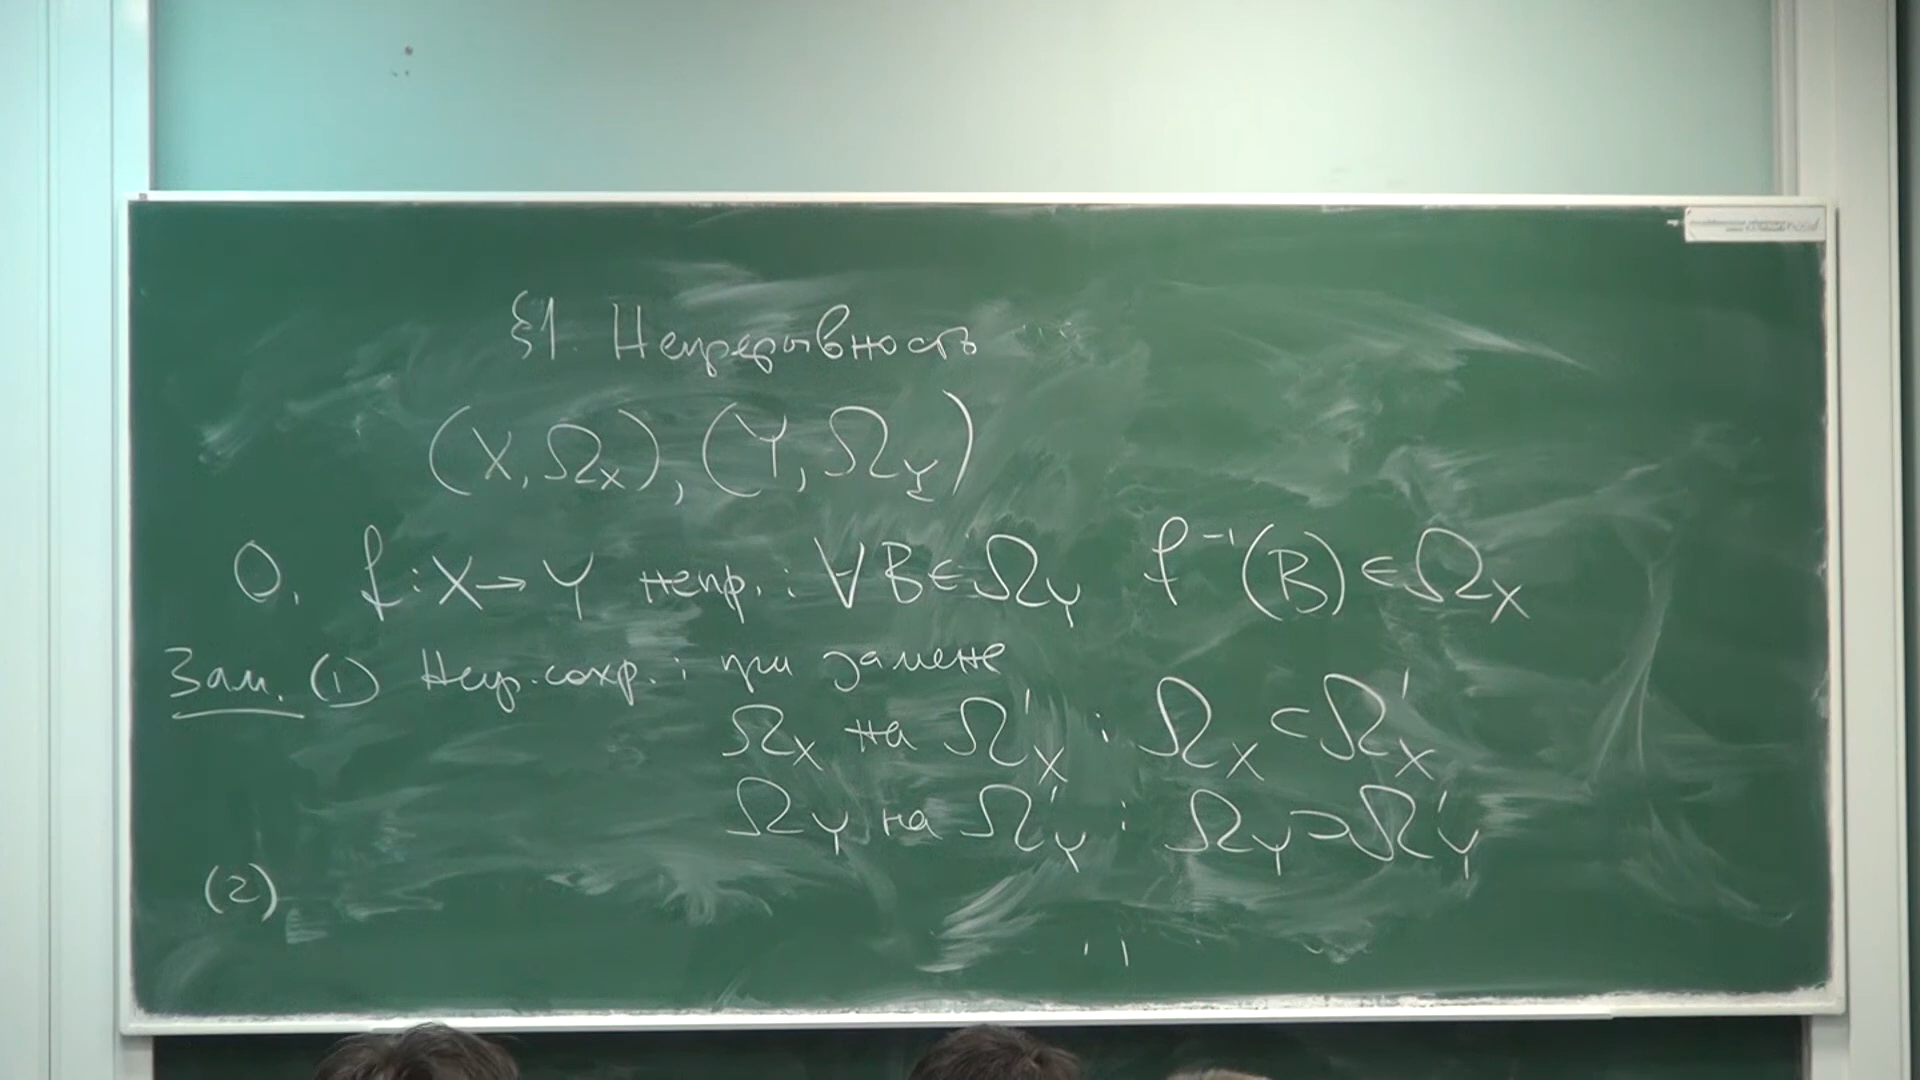 §1. Непрерывность
(X, Ω_X), (Y, Ω_Y)
О. f: X → Y непр.: ∀B ∈ Ω_Y f⁻¹(B) ∈ Ω_X
Зам. (1) Непр. сохр.: при замене
Ω_X на Ω'_X : Ω_X ⊂ Ω'_X
Ω_Y на Ω'_Y : Ω_Y ⊃ Ω'_Y
(2)